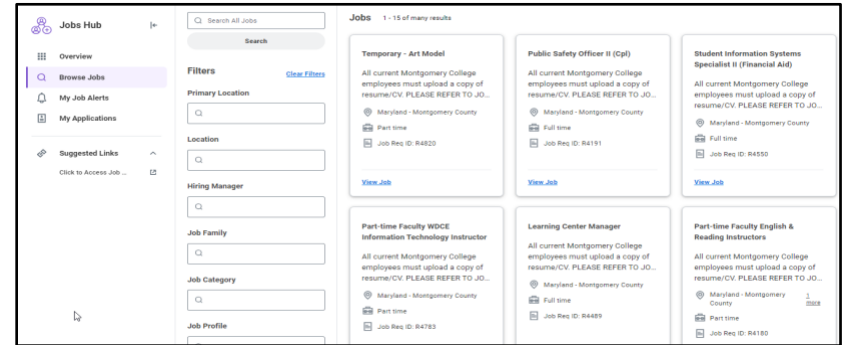 Jobs Hub
Overview
Browse Jobs
My Job Alerts
My Applications
Suggested Links
Click to Access Job ...
Search All Jobs
Search
Filters
Clear Filters
Primary Location
Location
Hiring Manager
Job Family
Job Category
Job Profile
Jobs 1 - 15 of many results
Temporary - Art Model
All current Montgomery College
employees must upload a copy of
resume/CV. PLEASE REFER TO JO...
Maryland - Montgomery County
Part time
Job Req ID: R4820
View Job
Public Safety Officer II (Cpl)
All current Montgomery College
employees must upload a copy of
resume/CV. PLEASE REFER TO JO...
Maryland - Montgomery County
Full time
Job Req ID: R4191
View Job
Student Information Systems
Specialist II (Financial Aid)
All current Montgomery College
employees must upload a copy of
resume/CV. PLEASE REFER TO JO...
Maryland - Montgomery County
Full time
Job Req ID: R4550
View Job
Part-time Faculty WDCE
Information Technology Instructor
All current Montgomery College
employees must upload a copy of
resume/CV. PLEASE REFER TO JO...
Maryland - Montgomery County
Part time
Job Req ID: R4783
Learning Center Manager
All current Montgomery College
employees must upload a copy of
resume/CV. PLEASE REFER TO JO...
Maryland - Montgomery County
Full time
Job Req ID: R4489
Part-time Faculty English &
Reading Instructors
All current Montgomery College
employees must upload a copy of
resume/CV. PLEASE REFER TO JO...
Maryland - Montgomery
County
1
more
Part time
Job Req ID: R4180